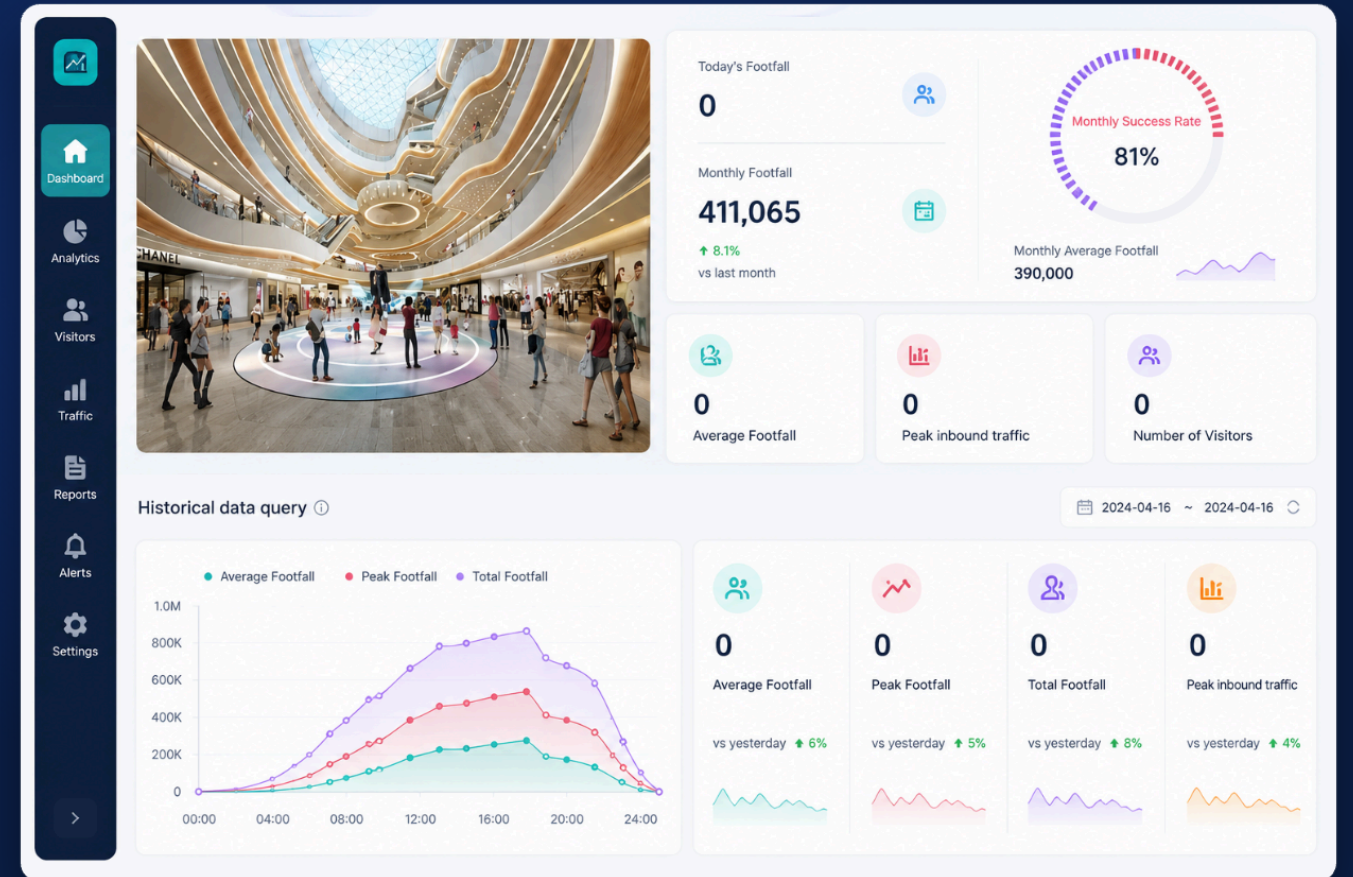 Dashboard
Analytics
Visitors
Traffic
Reports
Alerts
Settings
CHANEL
Today's Footfall
0
Monthly Footfall
411,065
8.1%
vs last month
Monthly Success Rate
81%
Monthly Average Footfall
390,000
0
Average Footfall
0
Peak inbound traffic
0
Number of Visitors
Historical data query
2024-04-16 ~ 2024-04-16
Average Footfall Peak Footfall Total Footfall
1.0M
800K
600K
400K
200K
0
00:00 04:00 08:00 12:00 16:00 20:00 24:00
0
Average Footfall
vs yesterday 6%
0
Peak Footfall
vs yesterday 5%
0
Total Footfall
vs yesterday 8%
0
Peak inbound traffic
vs yesterday 4%